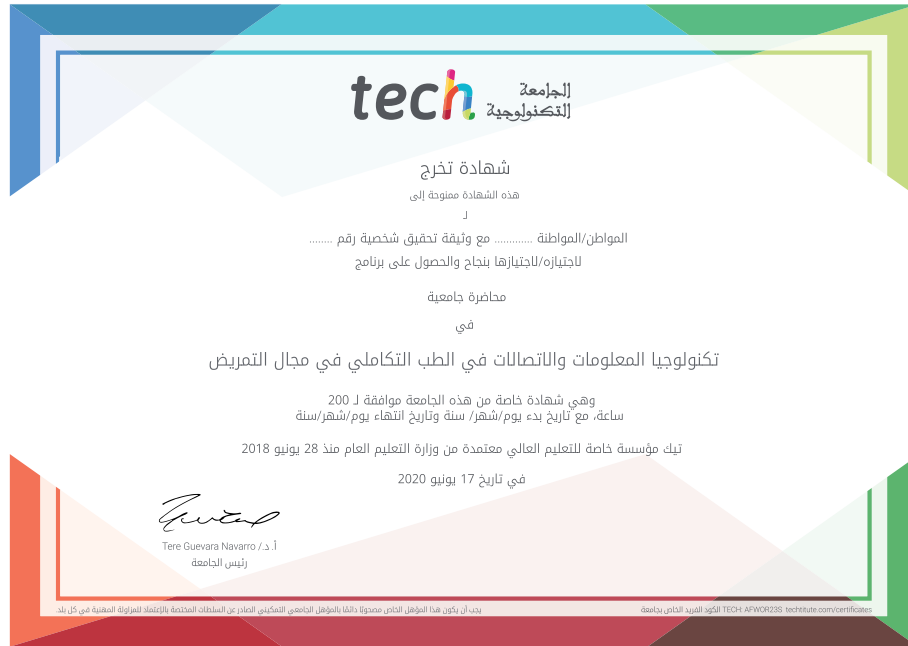 tech الجامعة
التكنولوجية
شهادة تخرج
هذه الشهادة ممنوحة إلى
لـ
المواطن/المواطنة ............ مع وثيقة تحقيق شخصية رقم ........
لاجتيازه/لاجتيازها بنجاح والحصول على برنامج
محاضرة جامعية
في
تكنولوجيا المعلومات والاتصالات في الطب التكاملي في مجال التمريض
وهي شهادة خاصة من هذه الجامعة موافقة لـ 200
ساعة، مع تاريخ بدء يوم/شهر/ سنة وتاريخ انتهاء يوم/شهر/سنة
تيك مؤسسة خاصة للتعليم العالي معتمدة من وزارة التعليم العام منذ 28 يونيو 2018
في تاريخ 17 يونيو 2020
أ. د./ Tere Guevara Navarro
رئيس الجامعة
يجب أن يكون هذا المؤهل الخاص مصحوبًا دائمًا بالمؤهل الجامعي التمكيني الصادر عن السلطات المختصة بالإعتماد للمزاولة المهنية في كل بلد.
الكود الفريد الخاص بجامعة TECH: AFWOR23S techtitute.com/certificates